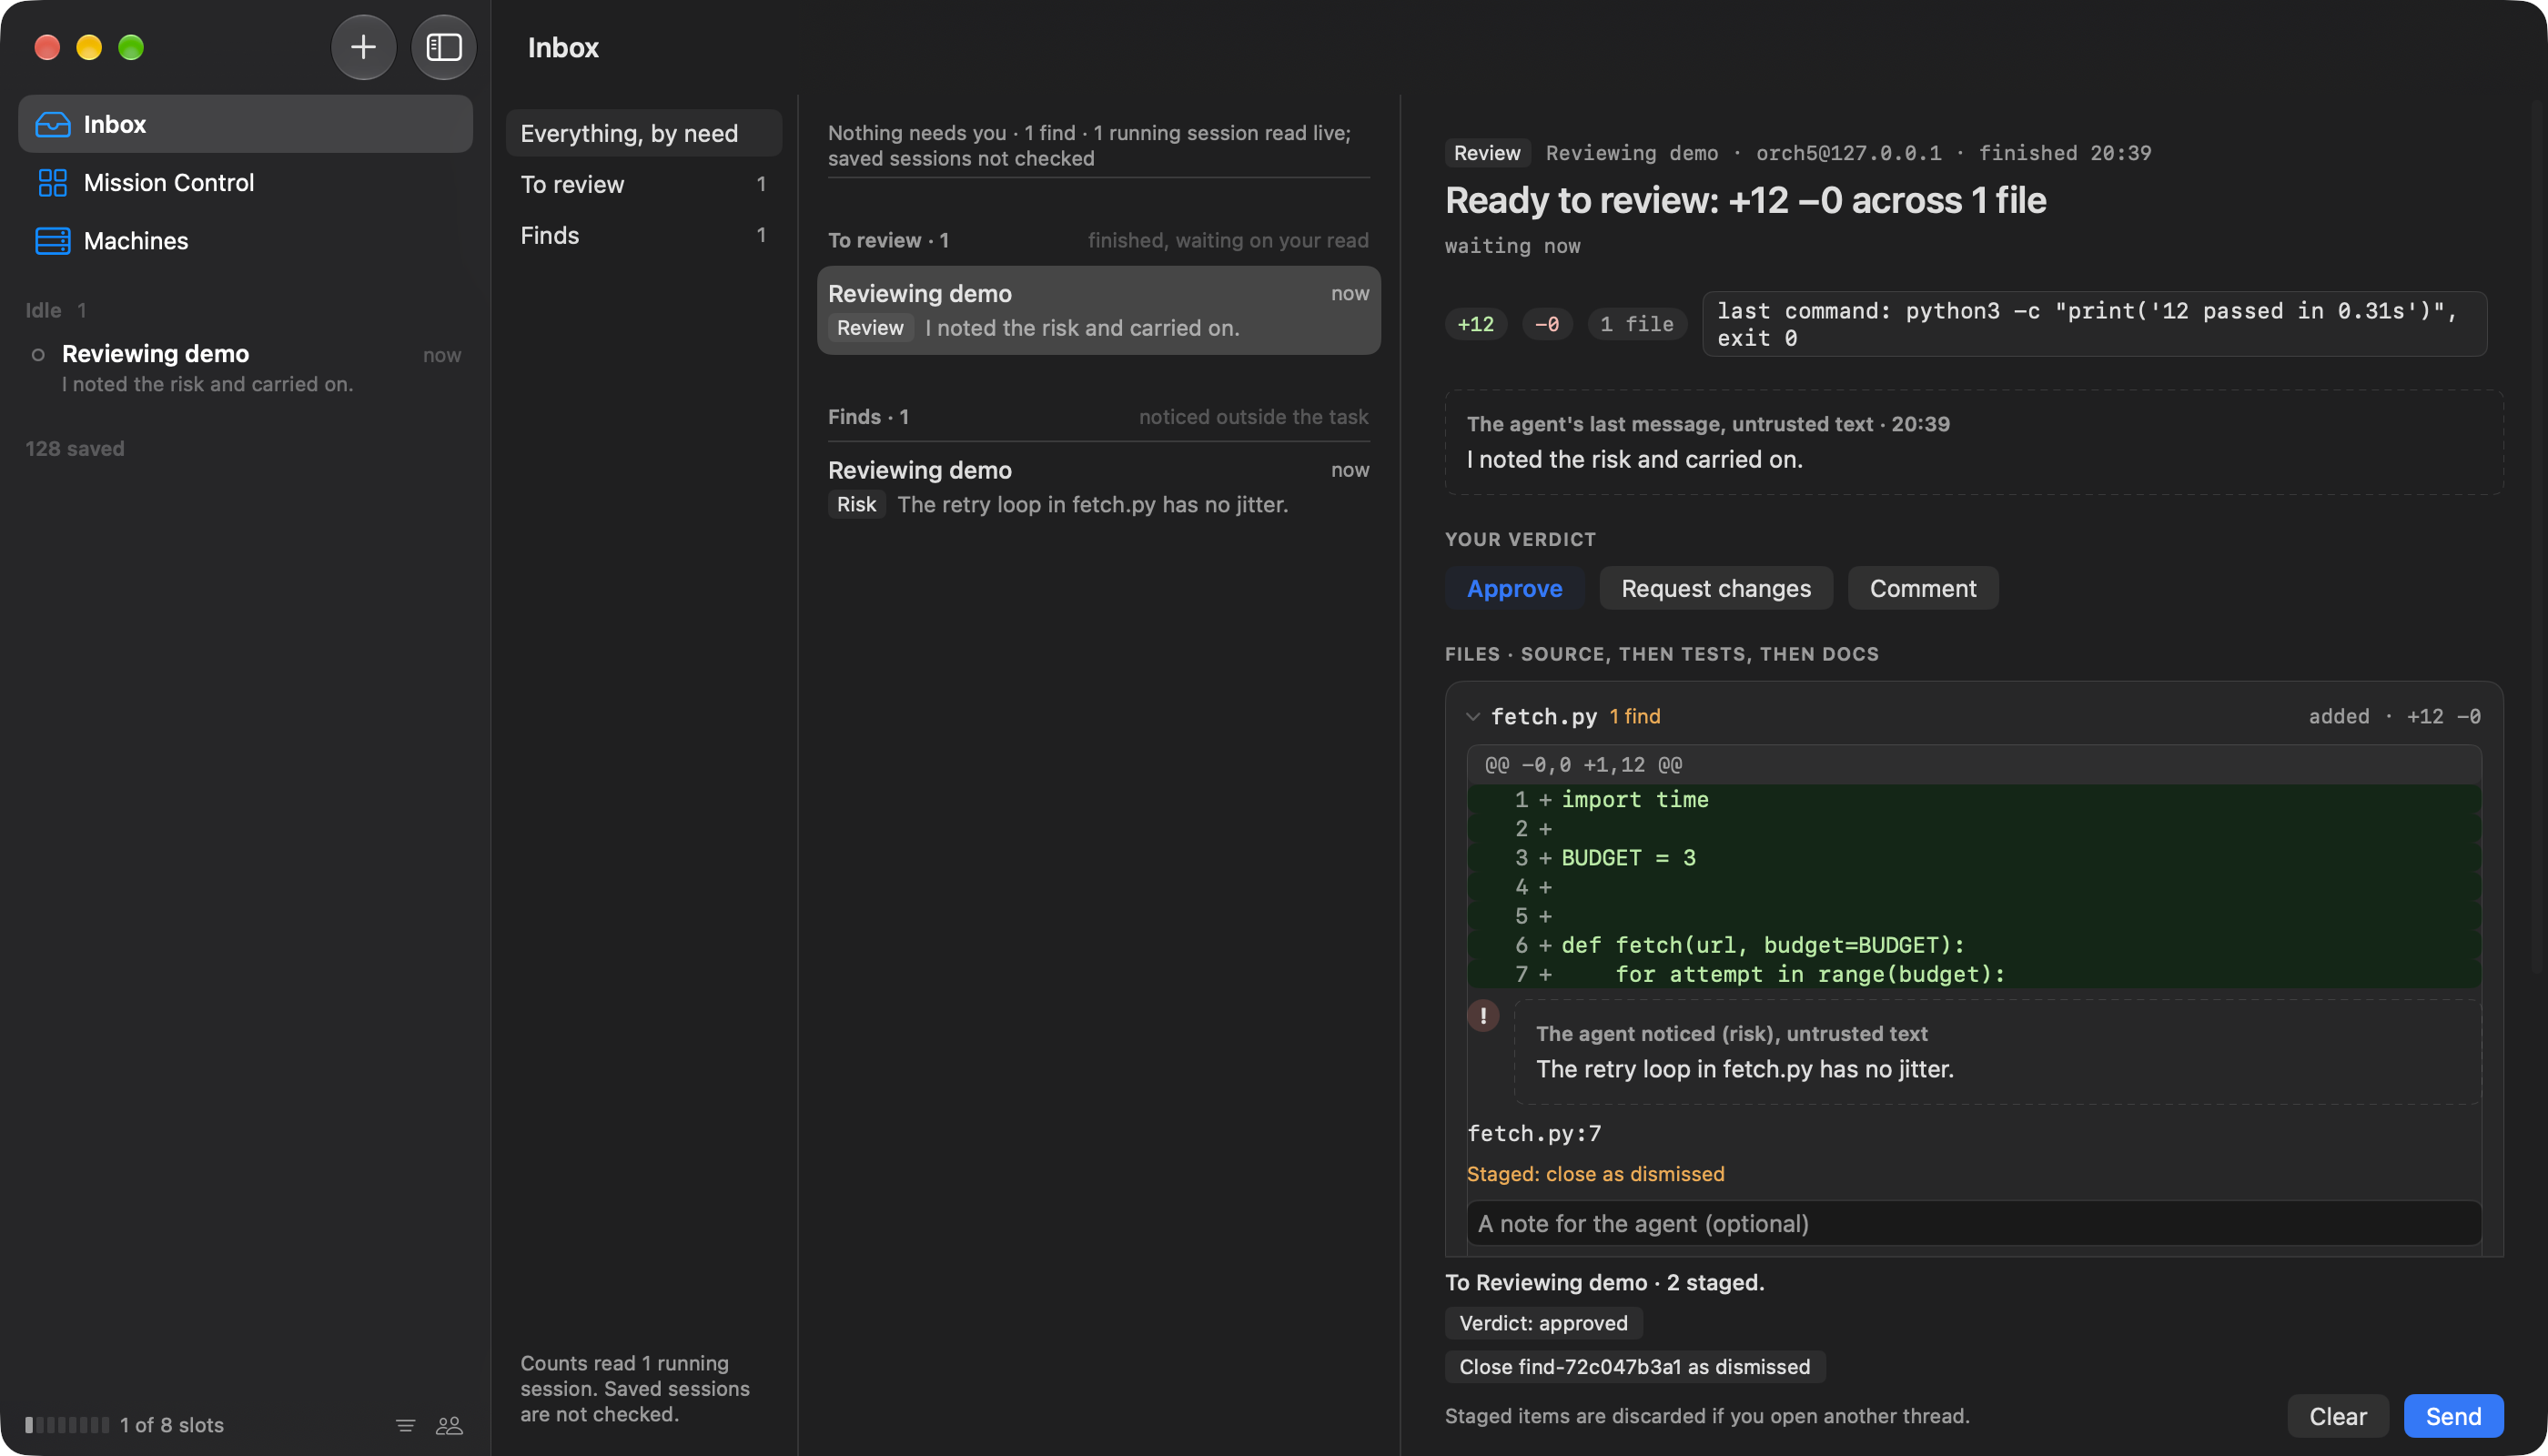 Inbox
Mission Control
Machines
Idle 1
Reviewing demo now
I noted the risk and carried on.
128 saved
1 of 8 slots
Inbox
Everything, by need
To review 1
Finds 1
Counts read 1 running
session. Saved sessions
are not checked.
Nothing needs you · 1 find · 1 running session read live;
saved sessions not checked
To review · 1 finished, waiting on your read
Reviewing demo now
Review I noted the risk and carried on.
Finds · 1 noticed outside the task
Reviewing demo now
Risk The retry loop in fetch.py has no jitter.
Review Reviewing demo · orch5@127.0.0.1 · finished 20:39
Ready to review: +12 −0 across 1 file
waiting now
+12 −0 1 file
last command: python3 -c "print('12 passed in 0.31s')",
exit 0
The agent's last message, untrusted text · 20:39
I noted the risk and carried on.
YOUR VERDICT
Approve Request changes Comment
FILES · SOURCE, THEN TESTS, THEN DOCS
fetch.py 1 find added · +12 −0
@@ −0,0 +1,12 @@
1 + import time
2 +
3 + BUDGET = 3
4 +
5 +
6 + def fetch(url, budget=BUDGET):
7 + for attempt in range(budget):
!
The agent noticed (risk), untrusted text
The retry loop in fetch.py has no jitter.
fetch.py:7
Staged: close as dismissed
A note for the agent (optional)
To Reviewing demo · 2 staged.
Verdict: approved
Close find-72c047b3a1 as dismissed
Staged items are discarded if you open another thread.
Clear Send